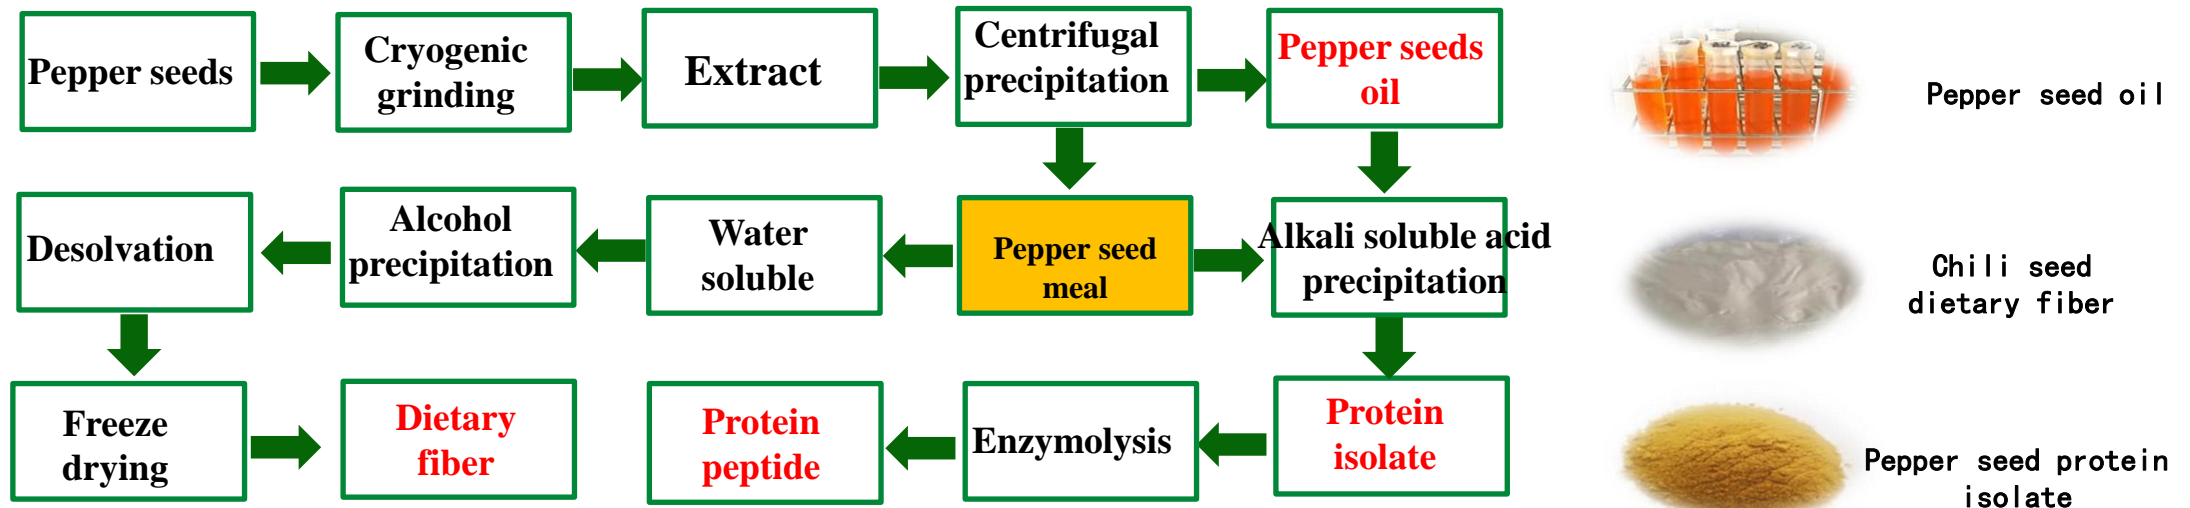 Pepper seeds
Cryogenic
grinding
Extract
Centrifugal
precipitation
Pepper seeds
oil
Pepper seed oil
Desolvation
Alcohol
precipitation
Water
soluble
Pepper seed
meal
Alkali soluble acid
precipitation
Chili seed
dietary fiber
Freeze
drying
Dietary
fiber
Protein
peptide
Enzymolysis
Protein
isolate
Pepper seed protein
isolate